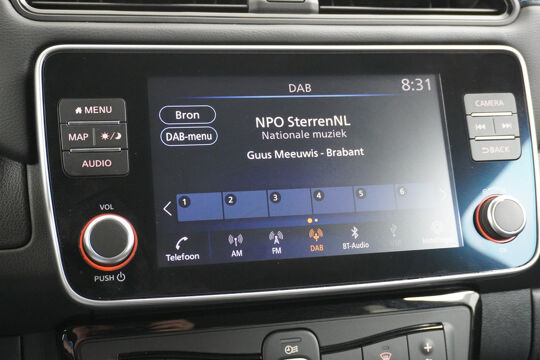 DAB 8:31
MENU
MAP
AUDIO
Bron
DAB-menu
NPO SterrenNL
Nationale muziek
Guus Meeuwis - Brabant
CAMERA
BACK
1 2 3 4 5 6
VOL
PUSH
Telefoon AM FM DAB BT-Audio USB